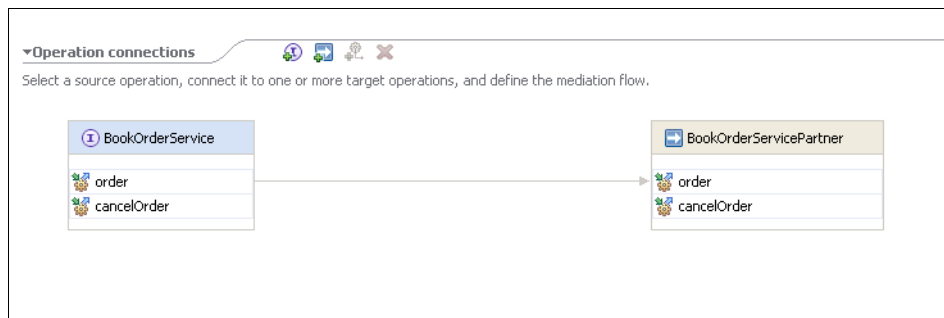 Operation connections
Select a source operation, connect it to one or more target operations, and define the mediation flow.
BookOrderService
BookOrderServicePartner
order
order
cancelOrder
cancelOrder